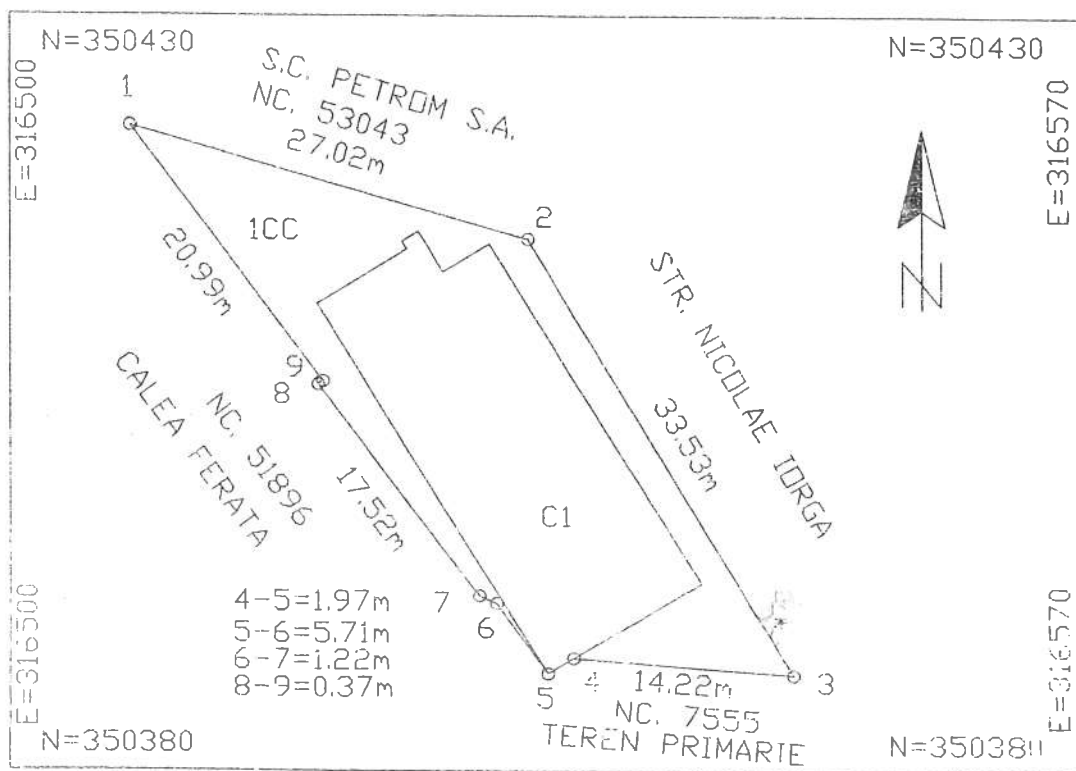 N=350430
N=350430
E=316500
E=316570
1
S.C. PETROM S.A.
NC. 53043
27.02m
2
1CC
20.99m
STR. NICOLAE IORGA
N
9
8
CALEA FERATA
NC. 51896
17.52m
33.53m
C1
7
6
4-5=1.97m
5-6=5.71m
6-7=1.22m
8-9=0.37m
5
4
14.22m
3
NC. 7555
TEREN PRIMARIE
E=316500
E=316570
N=350380
N=350380